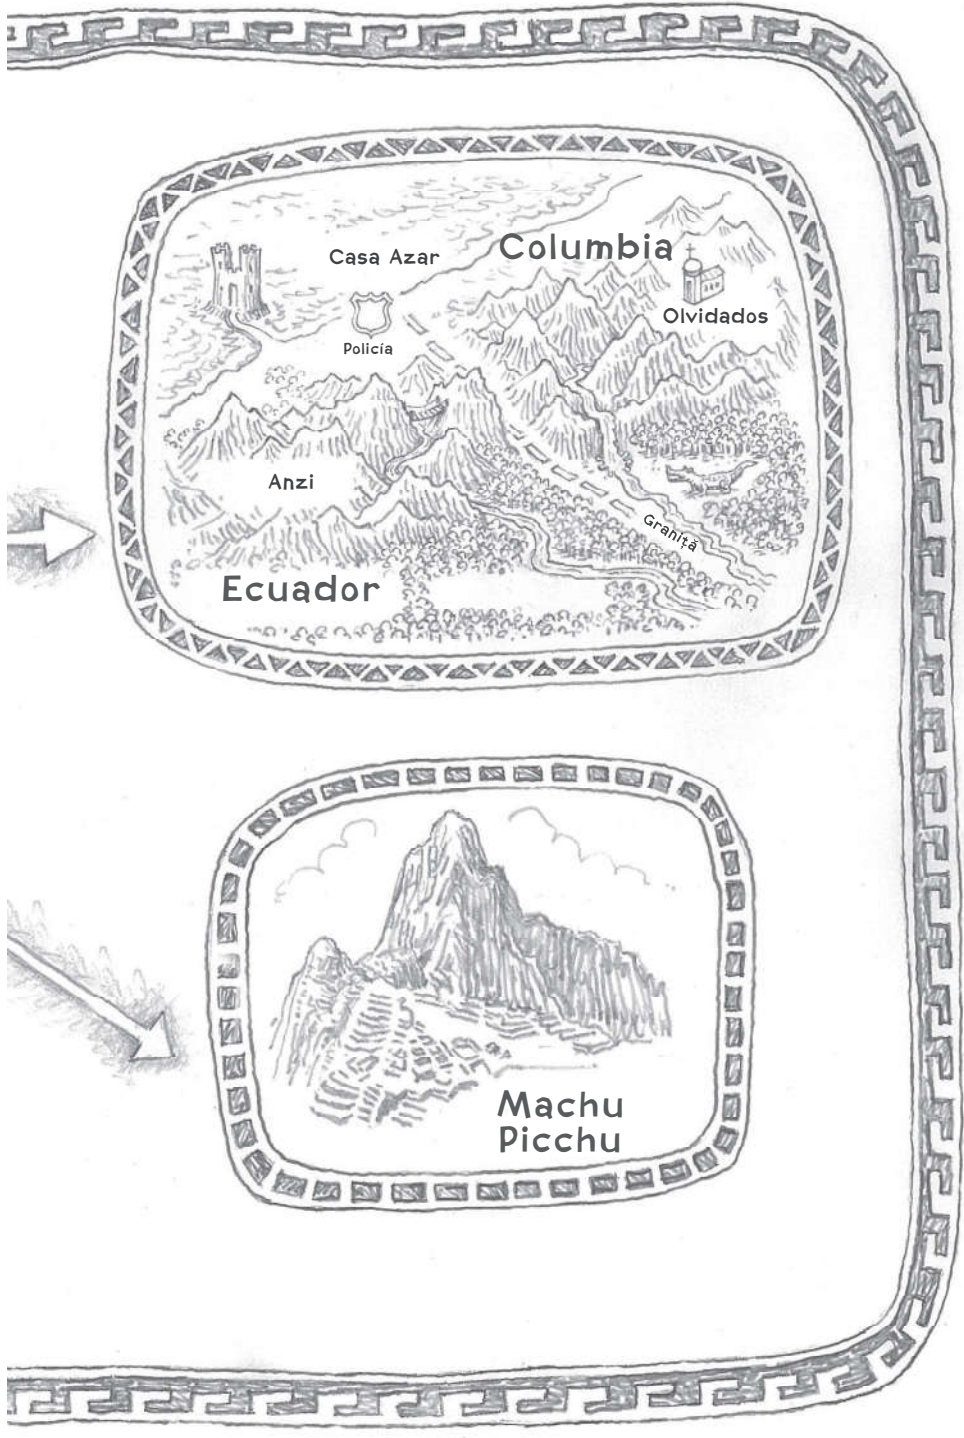 Casa Azar
Columbia
Olvidados
Policía
Anzi
Graniță
Ecuador
Machu
Picchu